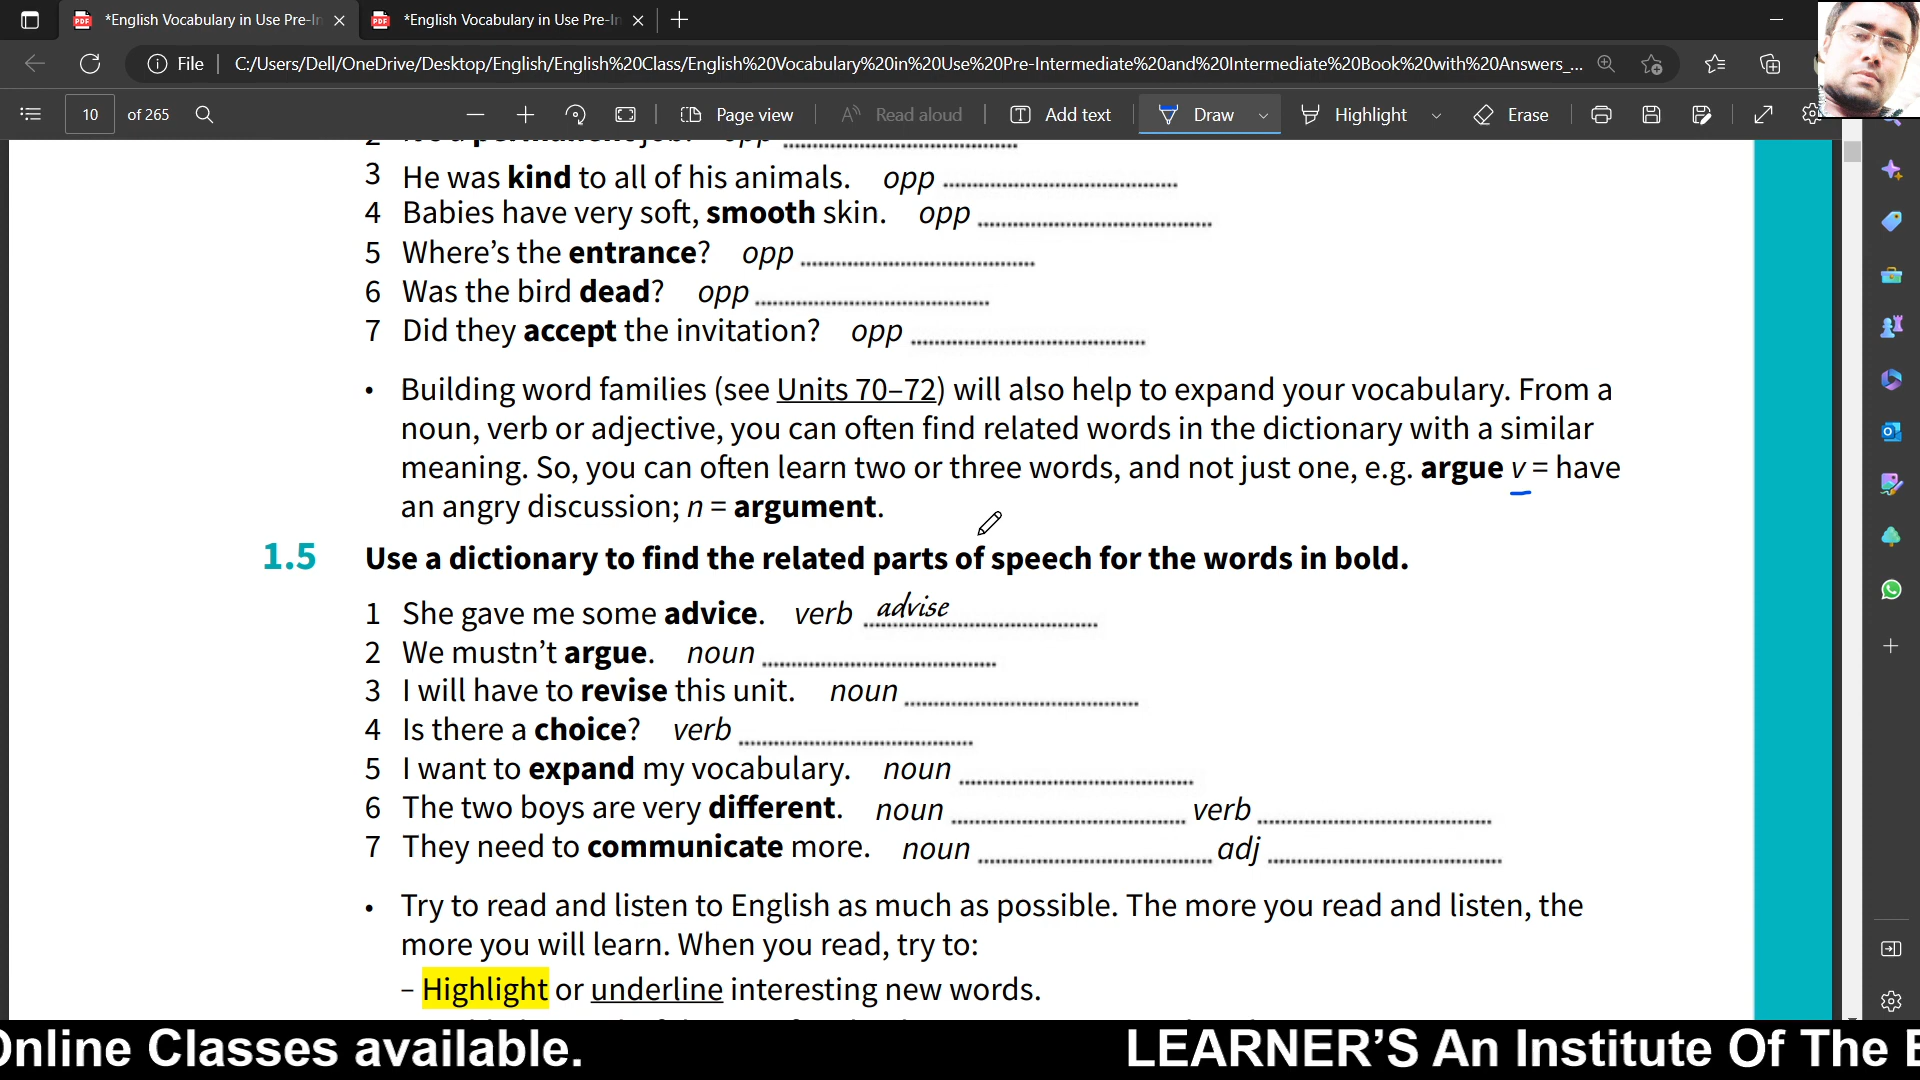 *English Vocabulary in Use Pre-In
*English Vocabulary in Use Pre-In
File
C:/Users/Dell/OneDrive/Desktop/English/English%20Class/English%20Vocabulary%20in%20Use%20Pre-Intermediate%20and%20Intermediate%20Book%20with%20Answers_...
10 of 265
Page view
Read aloud
Add text
Draw
Highlight
Erase
3 He was kind to all of his animals. opp
4 Babies have very soft, smooth skin. opp
5 Where’s the entrance? opp
6 Was the bird dead? opp
7 Did they accept the invitation? opp
• Building word families (see Units 70–72) will also help to expand your vocabulary. From a
noun, verb or adjective, you can often find related words in the dictionary with a similar
meaning. So, you can often learn two or three words, and not just one, e.g. argue v = have
an angry discussion; n = argument.
1.5 Use a dictionary to find the related parts of speech for the words in bold.
1 She gave me some advice. verb advise
2 We mustn’t argue. noun
3 I will have to revise this unit. noun
4 Is there a choice? verb
5 I want to expand my vocabulary. noun
6 The two boys are very different. noun verb
7 They need to communicate more. noun adj
• Try to read and listen to English as much as possible. The more you read and listen, the
more you will learn. When you read, try to:
– Highlight or underline interesting new words.
Online Classes available. LEARNER’S An Institute Of The E